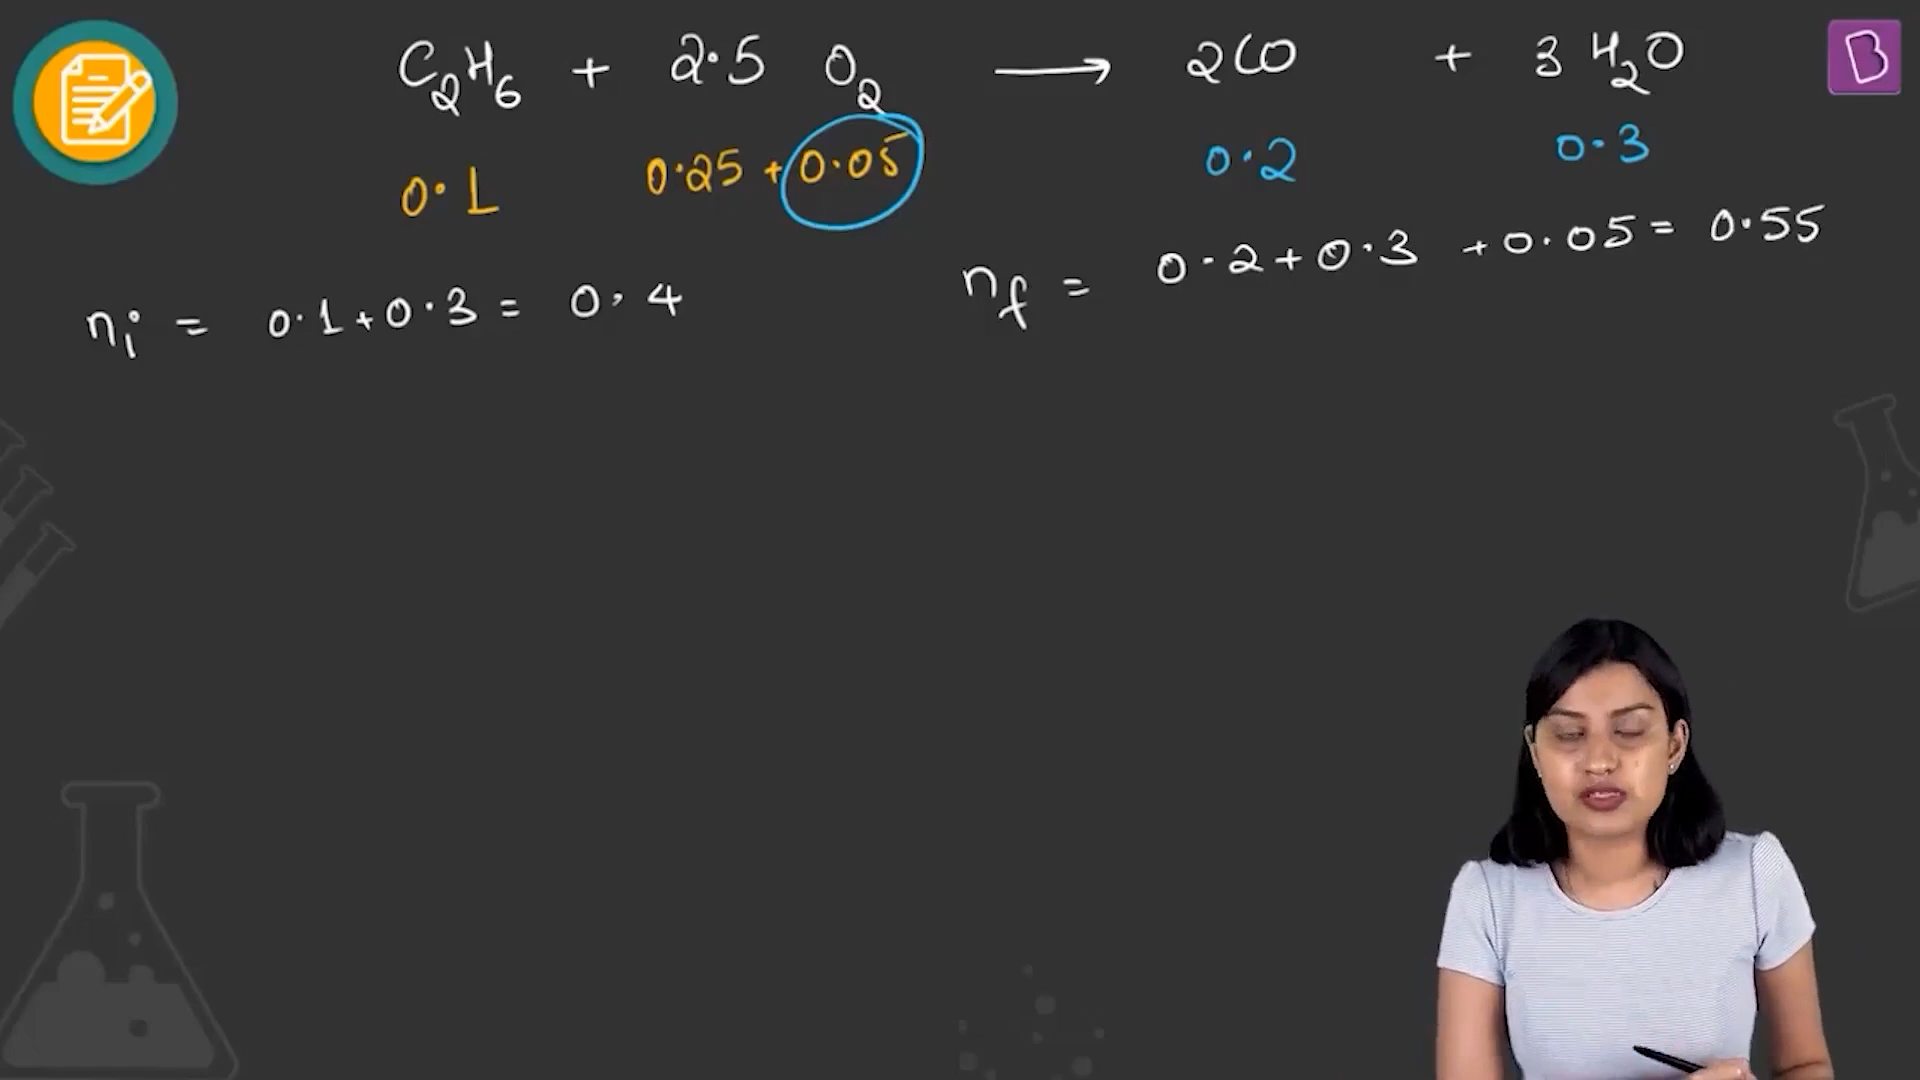 C₂H₆ + 2.5 O₂ → 2CO + 3 H₂O
0.1 0.25 + 0.05 0.2 0.3
nᵢ = 0.1 + 0.3 = 0.4
n_f = 0.2 + 0.3 + 0.05 = 0.55
B